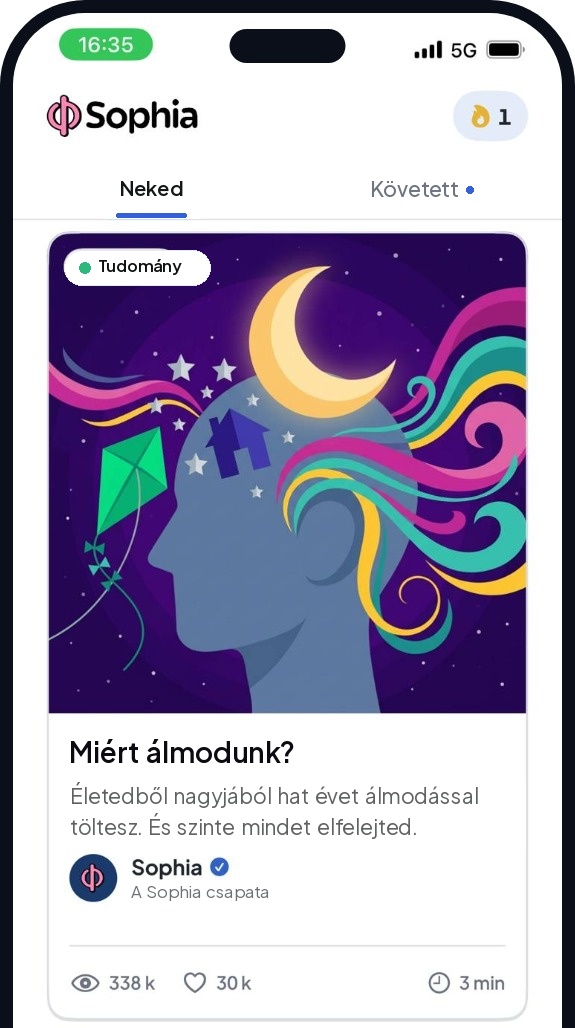 16:35
5G
Sophia
1
Neked
Követett
Tudomány
Miért álmodunk?
Életedből nagyjából hat évet álmodással
töltesz. És szinte mindet elfelejted.
Sophia
A Sophia csapata
338 k
30 k
3 min